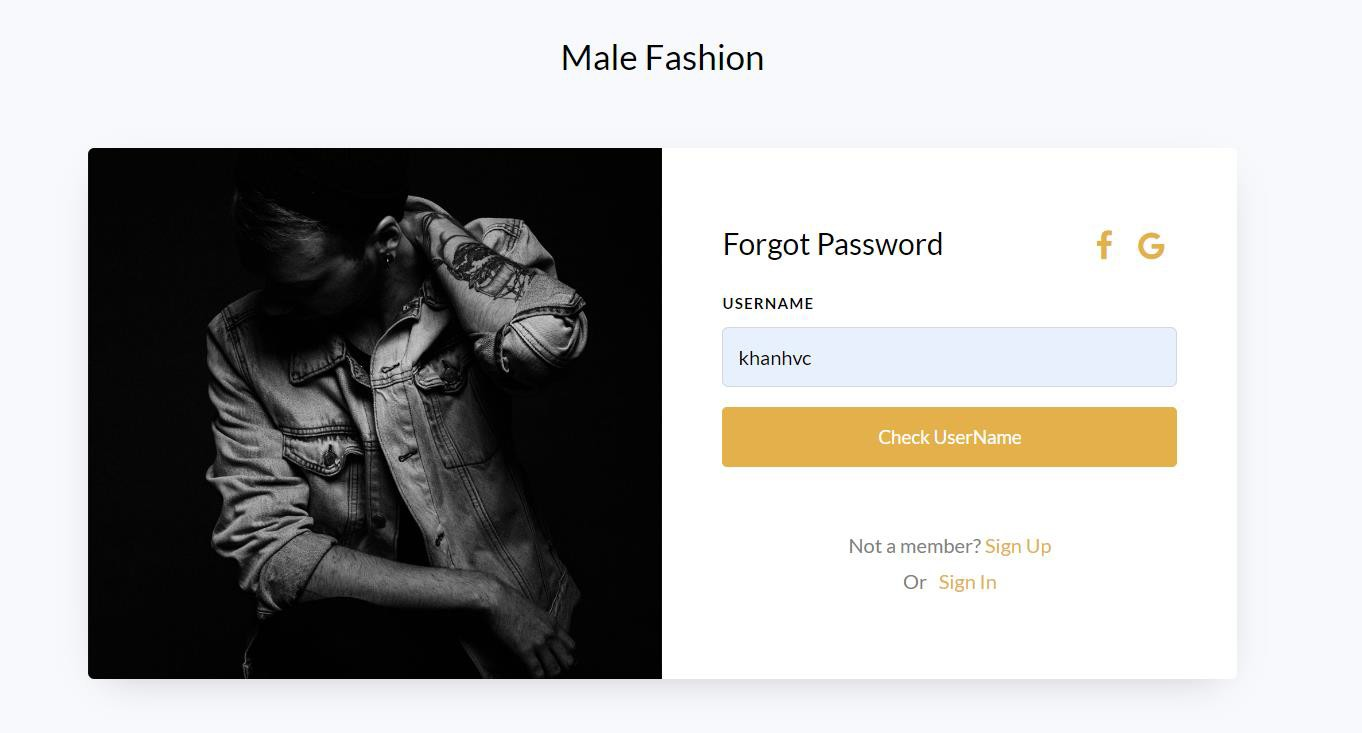 Male Fashion
Forgot Password
USERNAME
khanhvc
Check UserName
Not a member? Sign Up
Or Sign In